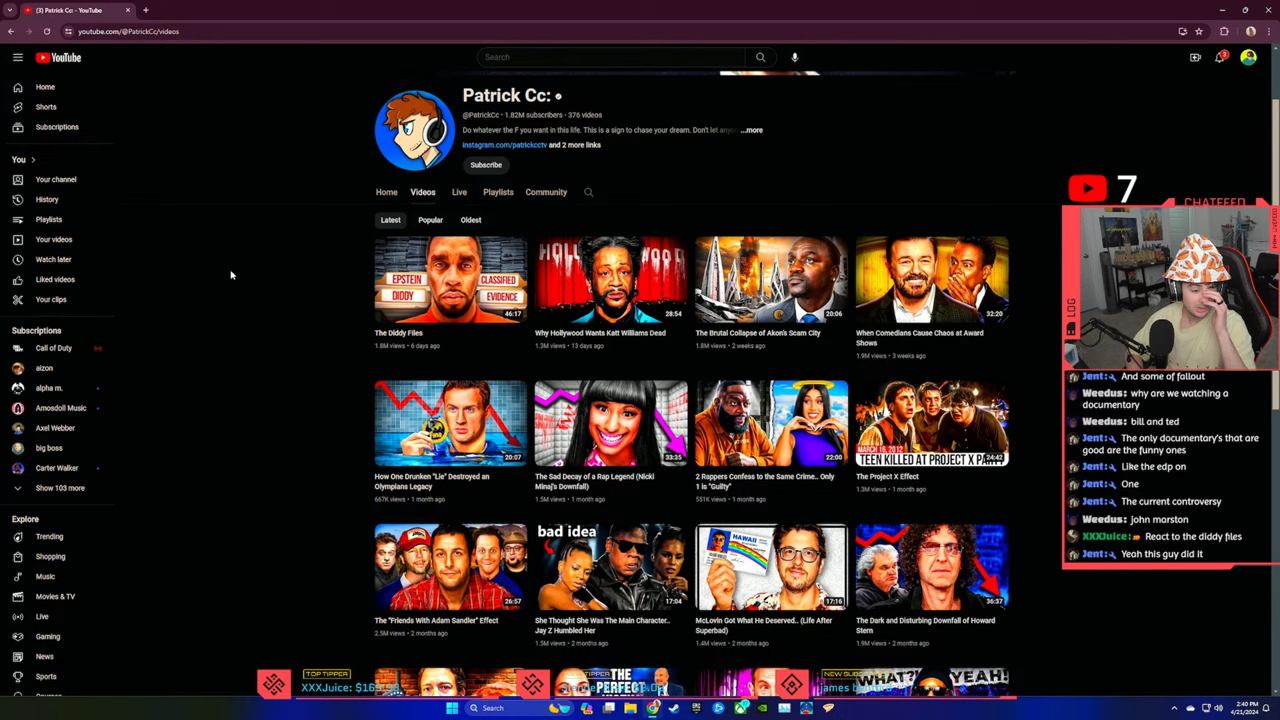 [3] Patrick Cc: - YouTube
youtube.com/@PatrickCc/videos
YouTube
Search
3
Home
Shorts
Subscriptions
You
Your channel
History
Playlists
Your videos
Watch later
Liked videos
Your clips
Subscriptions
Call of Duty
aizon
alpha m.
Amosdoll Music
Axel Webber
big boss
Carter Walker
Show 103 more
Explore
Trending
Shopping
Music
Movies & TV
Live
Gaming
News
Sports
Patrick Cc:
@PatrickCc • 1.82M subscribers • 376 videos
Do whatever the F you want in this life. This is a sign to chase your dream. Don't let anyo... ...more
instagram.com/patrickcctv and 2 more links
Subscribe
Home Videos Live Playlists Community
Latest Popular Oldest
EPSTEIN CLASSIFIED
DIDDY EVIDENCE
46:17
28:54
20:06
32:20
The Diddy Files
1.8M views • 6 days ago
Why Hollywood Wants Katt Williams Dead
1.3M views • 13 days ago
The Brutal Collapse of Akon's Scam City
1.8M views • 2 weeks ago
When Comedians Cause Chaos at Award
Shows
1.9M views • 3 weeks ago
20:07
33:35
22:00
MARCH 16, 2012
TEEN KILLED AT PROJECT X PARTY
24:42
How One Drunken "Lie" Destroyed an
Olympians Legacy
667K views • 1 month ago
The Sad Decay of a Rap Legend (Nicki
Minaj's Downfall)
1.5M views • 1 month ago
2 Rappers Confess to the Same Crime.. Only
1 is "Guilty"
551K views • 1 month ago
The Project X Effect
1.3M views • 1 month ago
26:57
bad idea
17:04
HAWAII
17:16
36:37
The "Friends With Adam Sandler" Effect
2.5M views • 2 months ago
She Thought She Was The Main Character..
Jay Z Humbled Her
1.5M views • 2 months ago
McLovin Got What He Deserved.. (Life After
Superbad)
1.4M views • 2 months ago
The Dark and Disturbing Downfall of Howard
Stern
1.9M views • 2 months ago
THE
PERFECT
WHAT?
YEAH!
7
CHATFEED
LOG
Jent: And some of fallout
Weedus: why are we watching a
documentary
Weedus: bill and ted
Jent: The only documentary's that are
good are the funny ones
Jent: Like the edp on
Jent: One
Jent: The current controversy
Weedus: john marston
XXXJuice: React to the diddy files
Jent: Yeah this guy did it
TOP TIPPER
XXXJuice:
Search
2:40 PM
4/21/2024